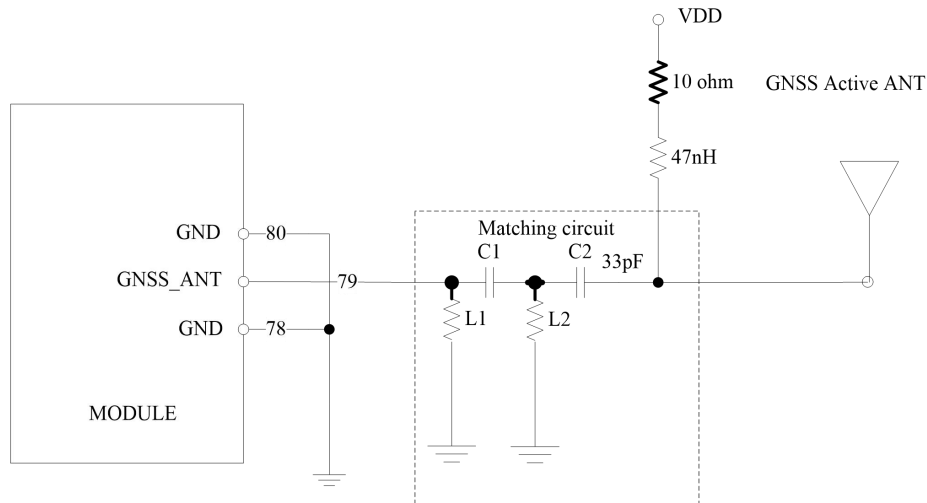 VDD
10 ohm
GNSS Active ANT
47nH
Matching circuit
C1
C2
33pF
GND
80
GNSS_ANT
79
L1
L2
GND
78
MODULE